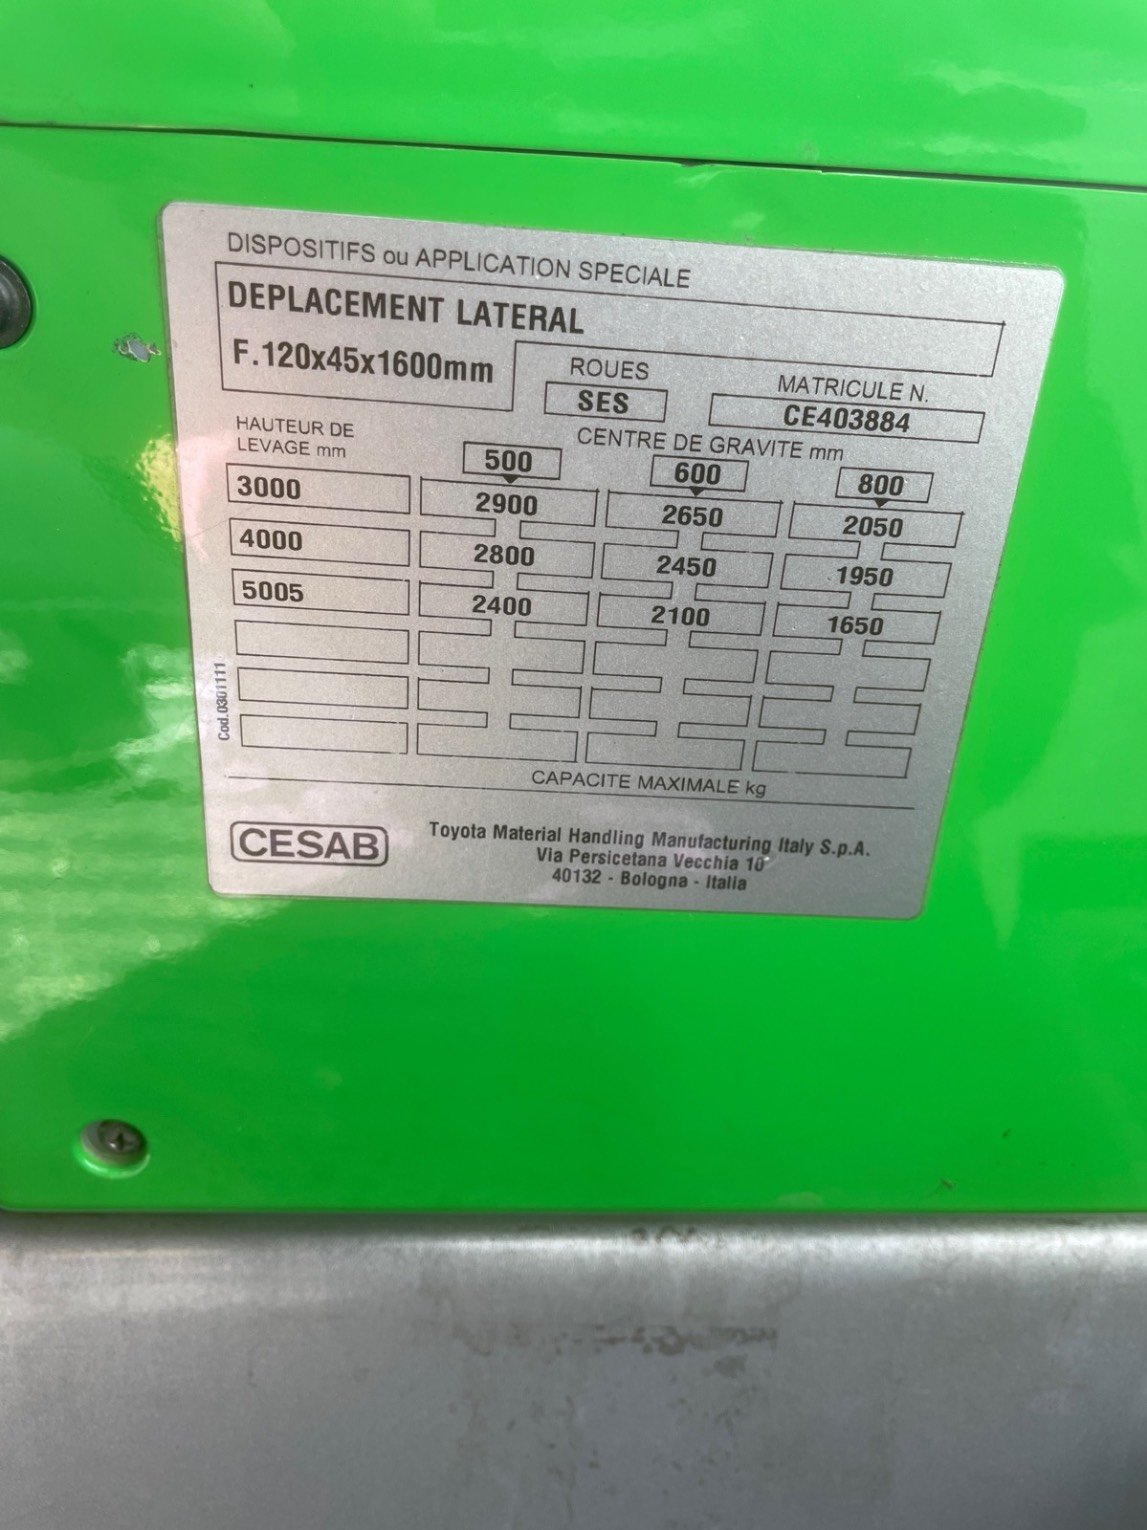 DISPOSITIFS ou APPLICATION SPECIALE
DEPLACEMENT LATERAL
F.120x45x1600mm
ROUES
SES
MATRICULE N.
CE403884
HAUTEUR DE
LEVAGE mm
CENTRE DE GRAVITE mm
500 600 800
3000 2900 2650 2050
4000 2800 2450 1950
5005 2400 2100 1650
Cod.0301111
CAPACITE MAXIMALE kg
CESAB
Toyota Material Handling Manufacturing Italy S.p.A.
Via Persicetana Vecchia 10
40132 - Bologna - Italia